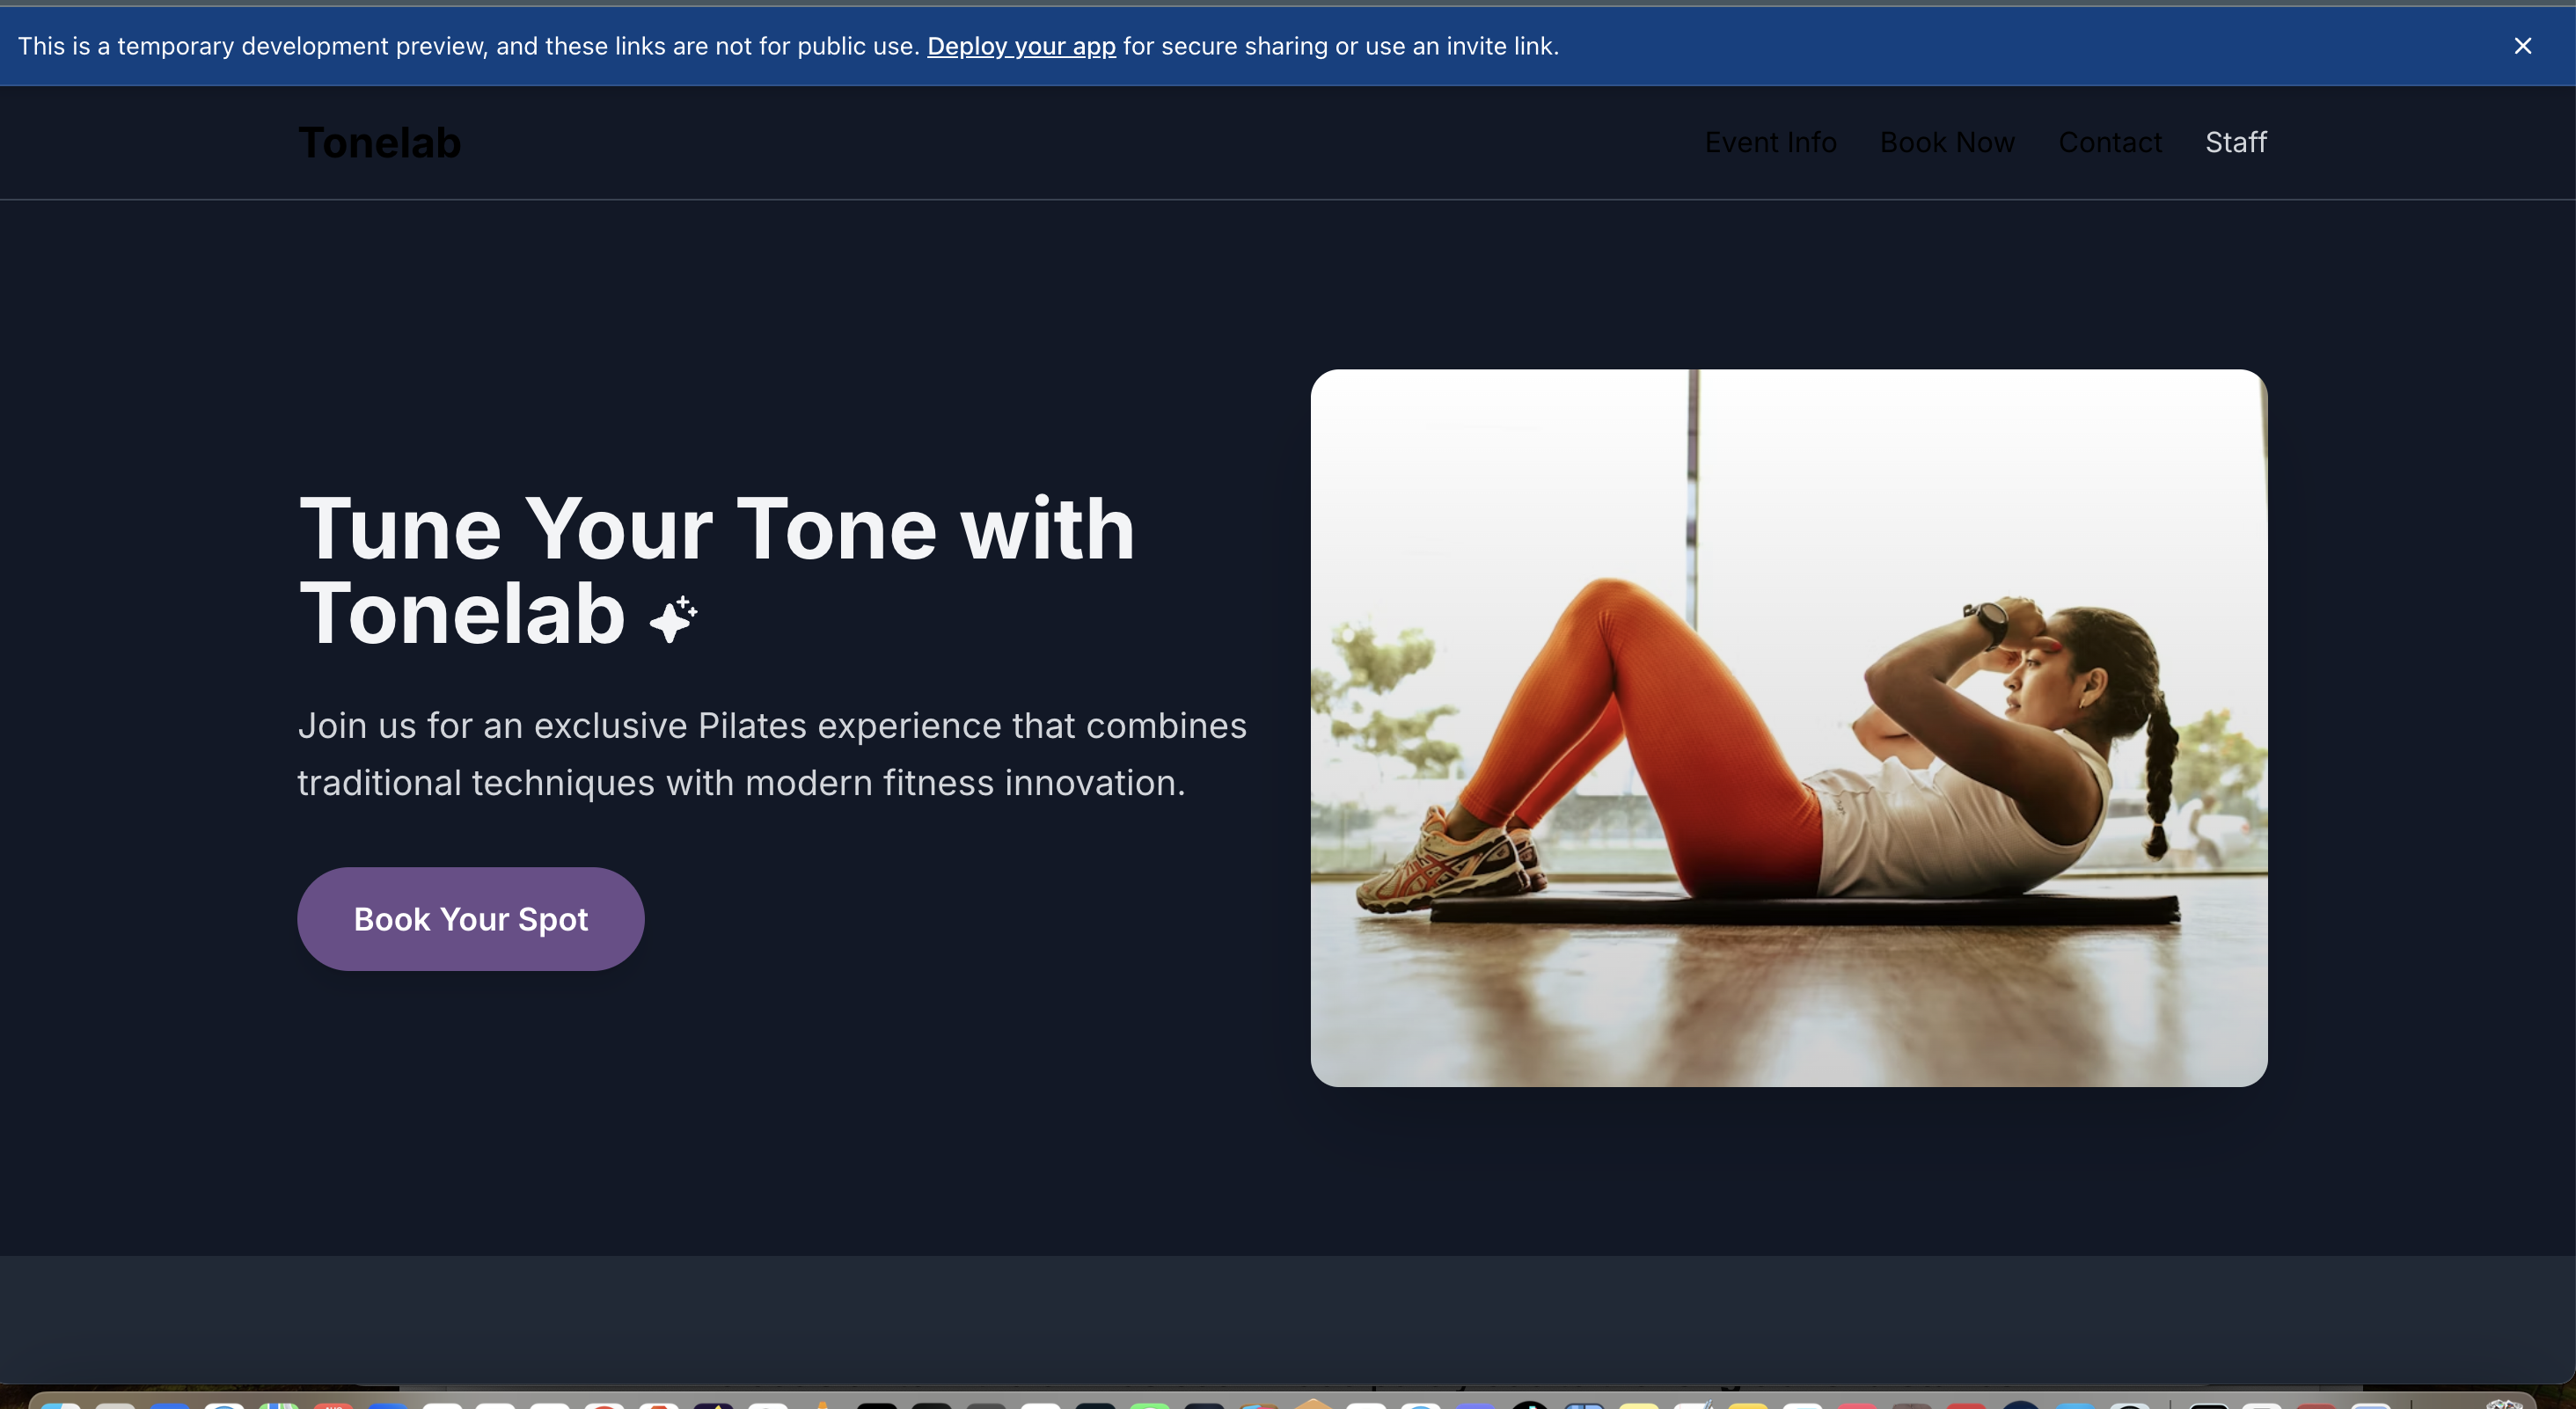 This is a temporary development preview, and these links are not for public use. Deploy your app for secure sharing or use an invite link.
Tonelab
Event Info
Book Now
Contact
Staff
Tune Your Tone with
Tonelab
Join us for an exclusive Pilates experience that combines
traditional techniques with modern fitness innovation.
Book Your Spot